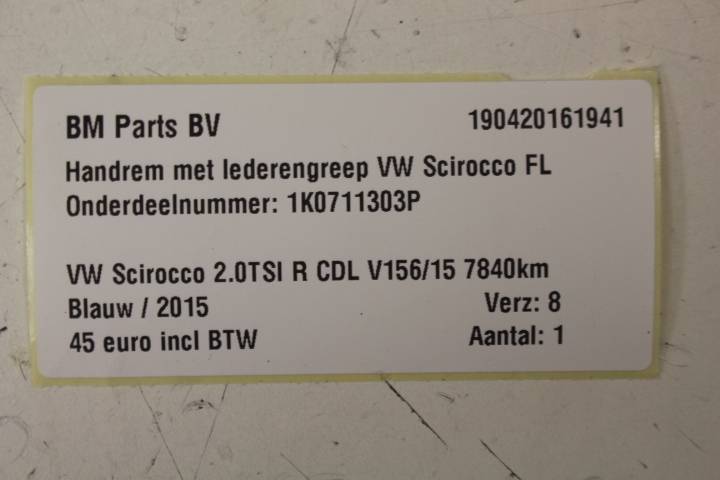 BM Parts BV 190420161941
Handrem met lederengreep VW Scirocco FL
Onderdeelnummer: 1K0711303P
VW Scirocco 2.0TSI R CDL V156/15 7840km
Blauw / 2015 Verz: 8
45 euro incl BTW Aantal: 1